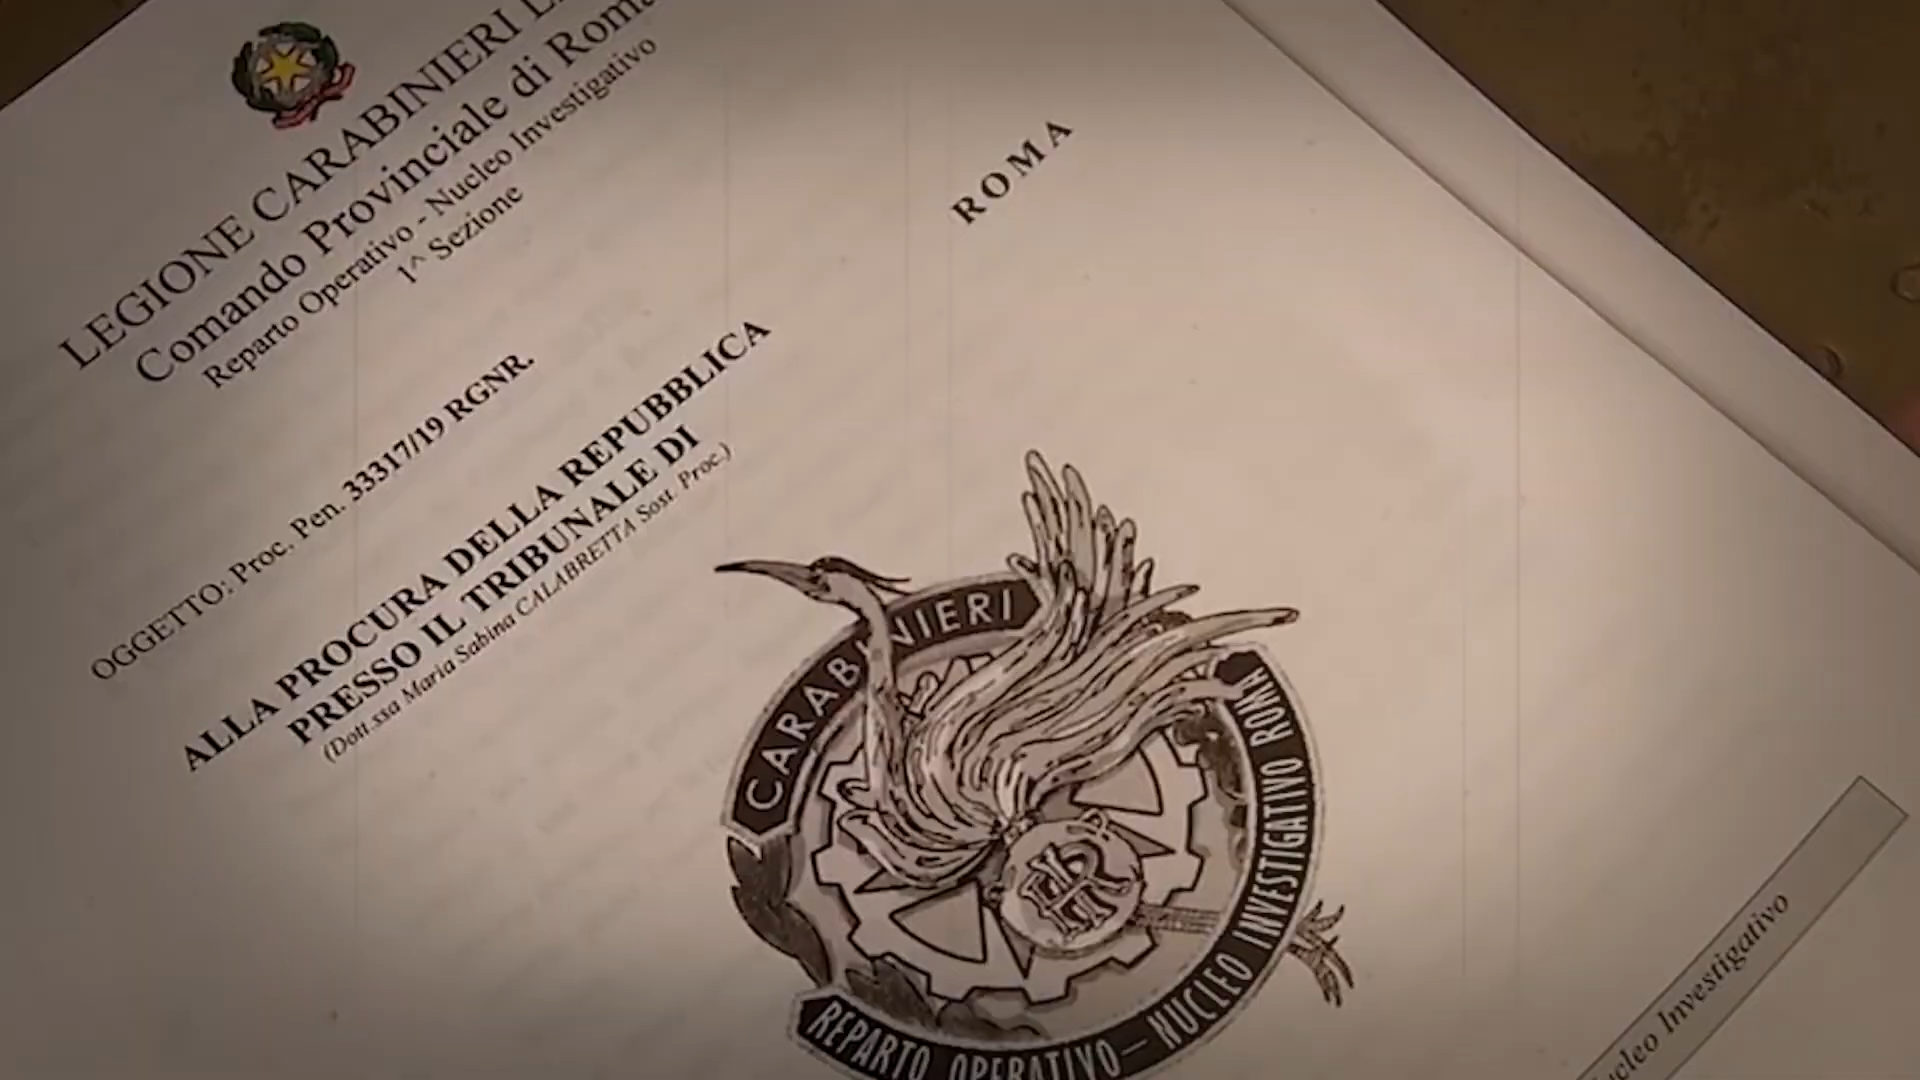 LEGIONE CARABINIERI
Comando Provinciale di Roma
Reparto Operativo - Nucleo Investigativo
1^ Sezione
OGGETTO: Proc. Pen. 33317/19 RGNR.
ALLA PROCURA DELLA REPUBBLICA
PRESSO IL TRIBUNALE DI
(Dott.ssa Maria Sabina CALABRETTA Sost. Proc.)
ROMA
CARABINIERI
REPARTO OPERATIVO — NUCLEO INVESTIGATIVO ROMA
Investigativo